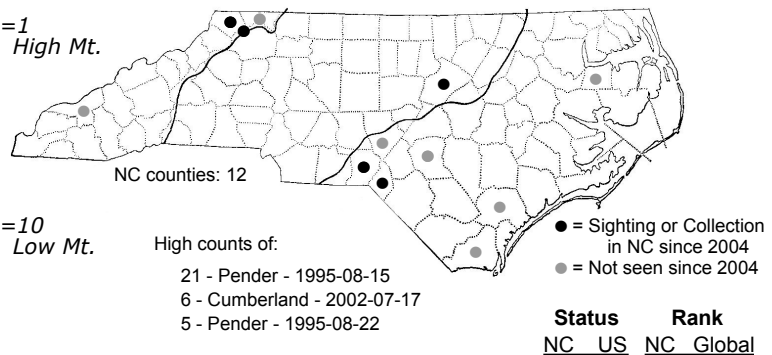 =1
High Mt.
NC counties: 12
=10
Low Mt.
High counts of:
21 - Pender - 1995-08-15
6 - Cumberland - 2002-07-17
5 - Pender - 1995-08-22
● = Sighting or Collection
in NC since 2004
● = Not seen since 2004
Status Rank
NC US NC Global